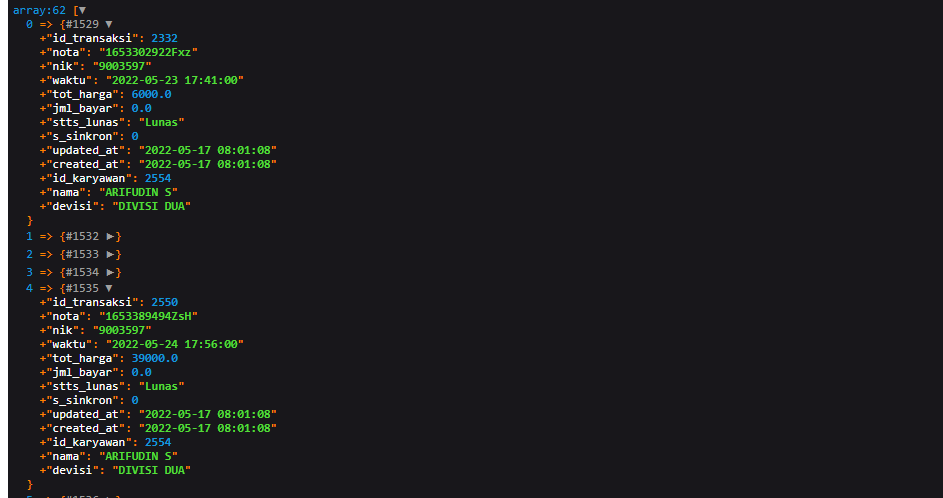 array:62 [▼
0 => {#1529 ▼
+"id_transaksi": 2332
+"nota": "1653302922Fxz"
+"nik": "9003597"
+"waktu": "2022-05-23 17:41:00"
+"tot_harga": 6000.0
+"jml_bayar": 0.0
+"stts_lunas": "Lunas"
+"s_sinkron": 0
+"updated_at": "2022-05-17 08:01:08"
+"created_at": "2022-05-17 08:01:08"
+"id_karyawan": 2554
+"nama": "ARIFUDIN S"
+"devisi": "DIVISI DUA"
}
1 => {#1532 ▶}
2 => {#1533 ▶}
3 => {#1534 ▶}
4 => {#1535 ▼
+"id_transaksi": 2550
+"nota": "1653389494ZsH"
+"nik": "9003597"
+"waktu": "2022-05-24 17:56:00"
+"tot_harga": 39000.0
+"jml_bayar": 0.0
+"stts_lunas": "Lunas"
+"s_sinkron": 0
+"updated_at": "2022-05-17 08:01:08"
+"created_at": "2022-05-17 08:01:08"
+"id_karyawan": 2554
+"nama": "ARIFUDIN S"
+"devisi": "DIVISI DUA"
}